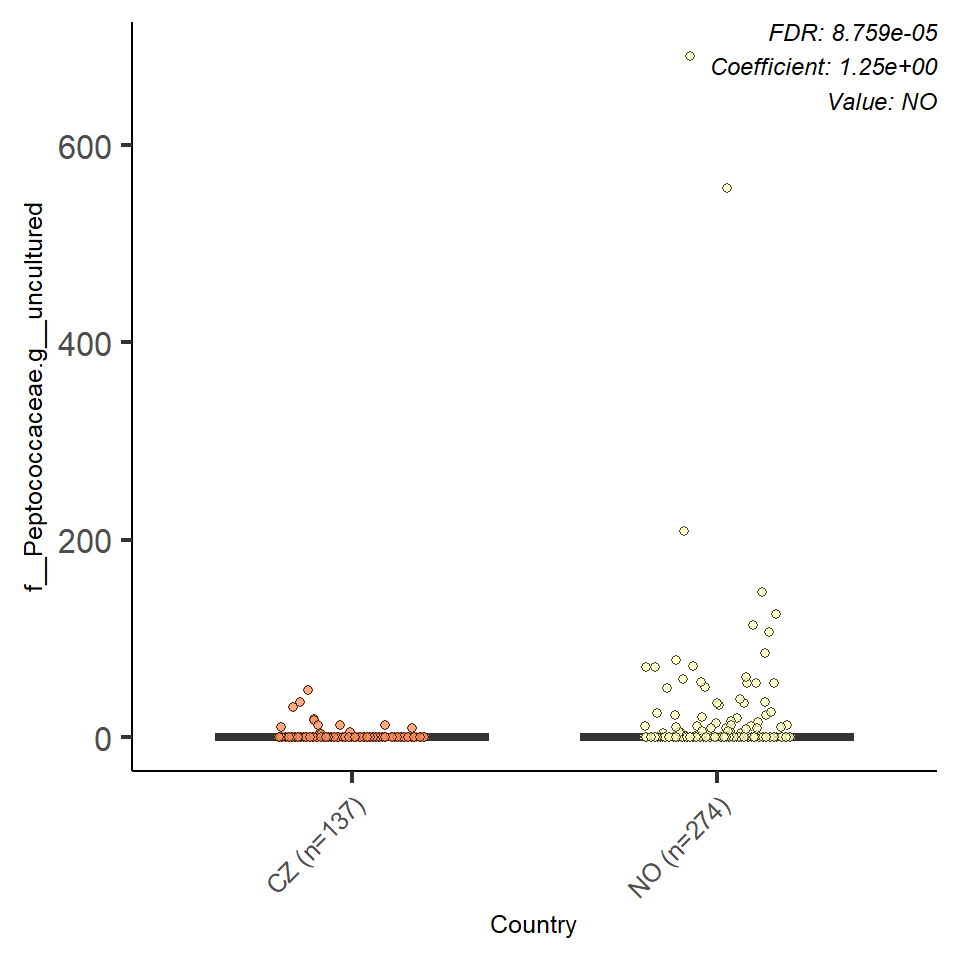 FDR: 8.759e-05
Coefficient: 1.25e+00
Value: NO
f__Peptococcaceae.g__uncultured
600
400
200
0
CZ (n=137)
NO (n=274)
Country